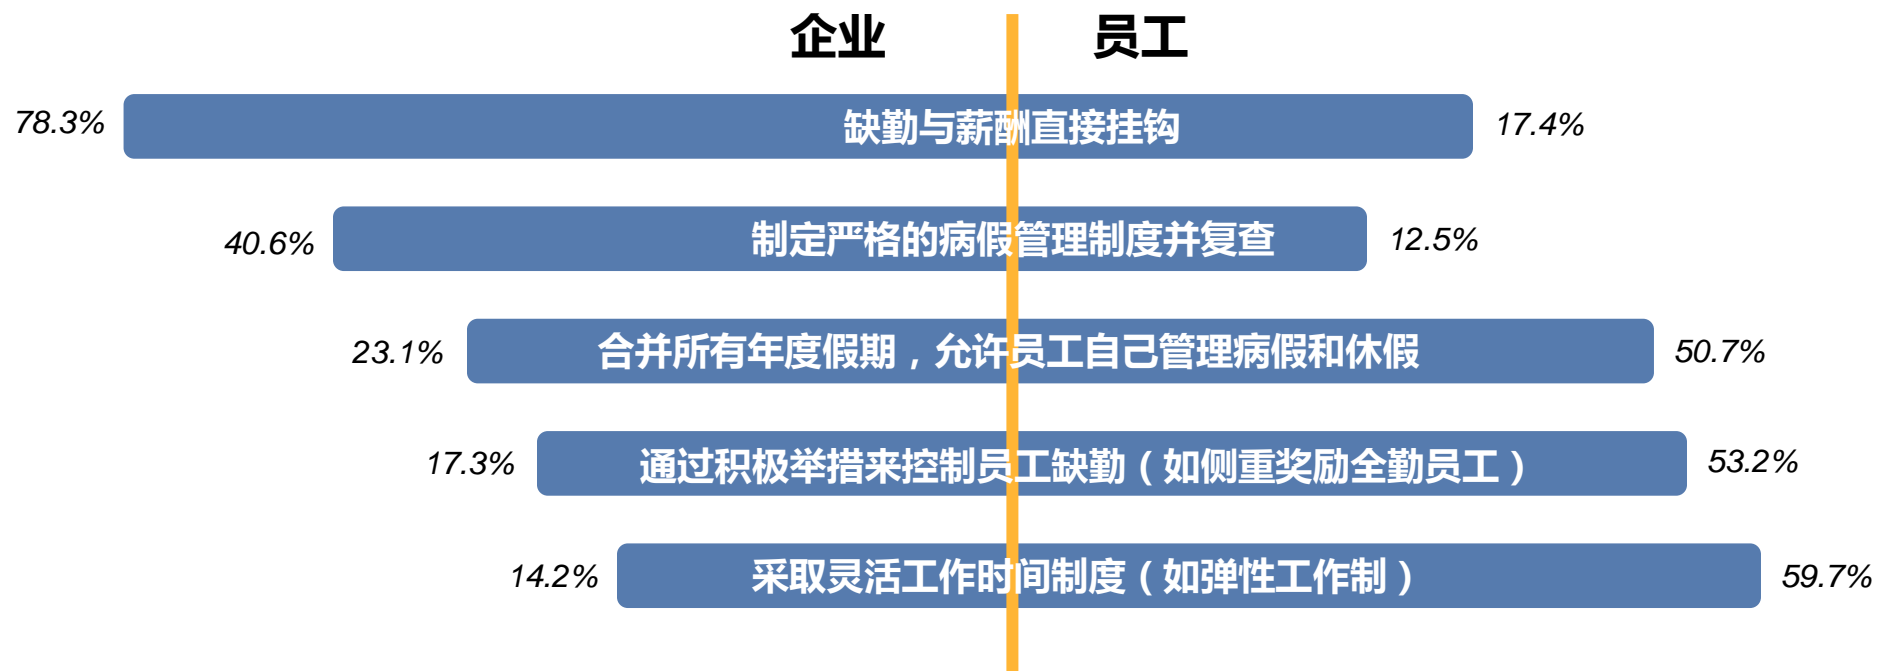 企业 员工
78.3% 缺勤与薪酬直接挂钩 17.4%
40.6% 制定严格的病假管理制度并复查 12.5%
23.1% 合并所有年度假期，允许员工自己管理病假和休假 50.7%
17.3% 通过积极举措来控制员工缺勤（如侧重奖励全勤员工） 53.2%
14.2% 采取灵活工作时间制度（如弹性工作制） 59.7%